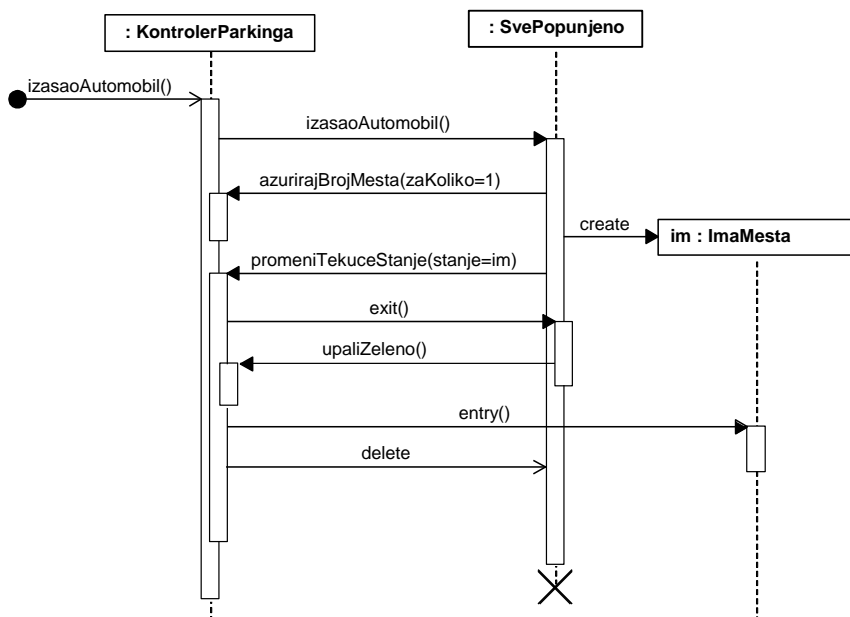 : KontrolerParkinga
: SvePopunjeno
izasaoAutomobil()
izasaoAutomobil()
azurirajBrojMesta(zaKoliko=1)
create
im : ImaMesta
promeniTekuceStanje(stanje=im)
exit()
upaliZeleno()
entry()
delete